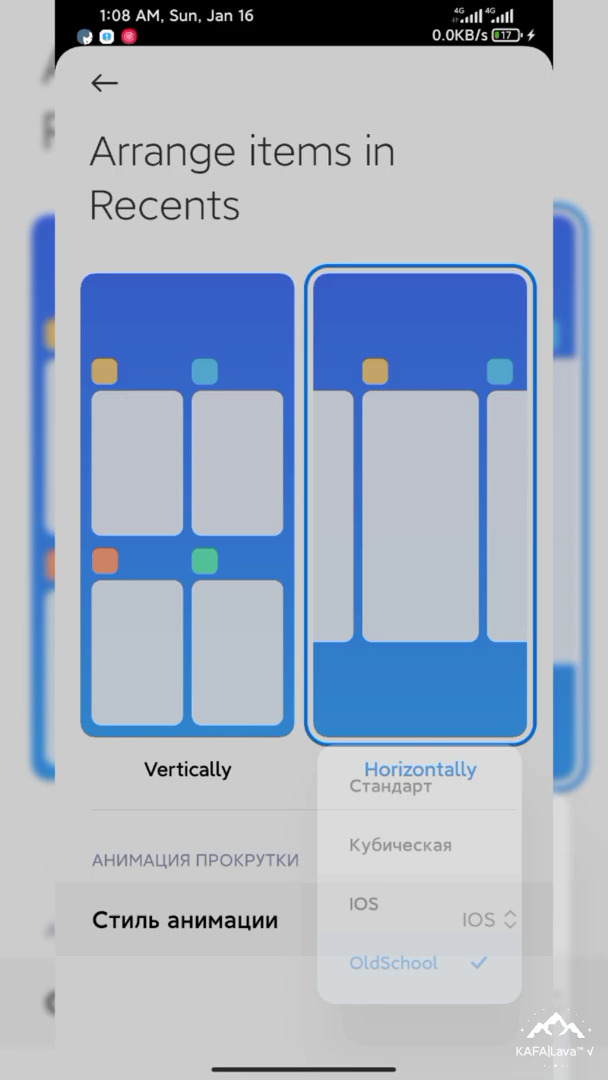 1:08 AM, Sun, Jan 16
4G 4G
0.0KB/s 17
Arrange items in
Recents
Vertically
Horizontally
Стандарт
Кубическая
АНИМАЦИЯ ПРОКРУТКИ
IOS
Стиль анимации
IOS
OldSchool
KAFA|Lava™ √